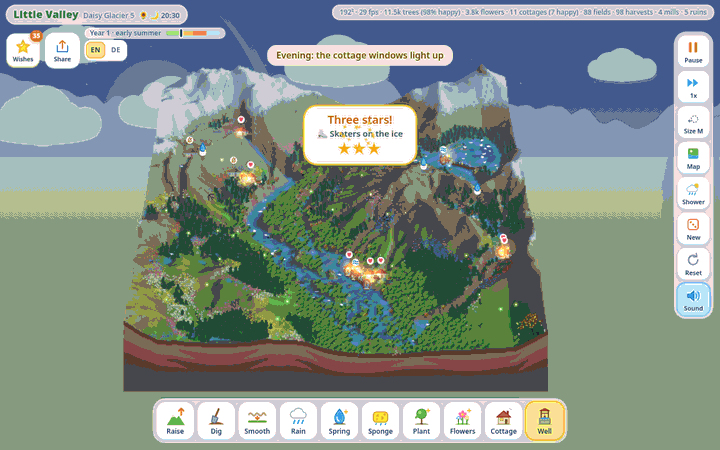 Little Valley Daisy Glacier 5 20:30
192² · 29 fps · 11.5k trees (98% happy) · 3.8k flowers · 11 cottages (7 happy) · 88 fields · 98 harvests · 4 mills · 5 ruins
Year 1 · early summer
35
Wishes
Share
EN
DE
Evening: the cottage windows light up
Three stars!
Skaters on the ice
Pause
1x
Size M
Map
Shower
New
Reset
Sound
Raise
Dig
Smooth
Rain
Spring
Sponge
Plant
Flowers
Cottage
Well